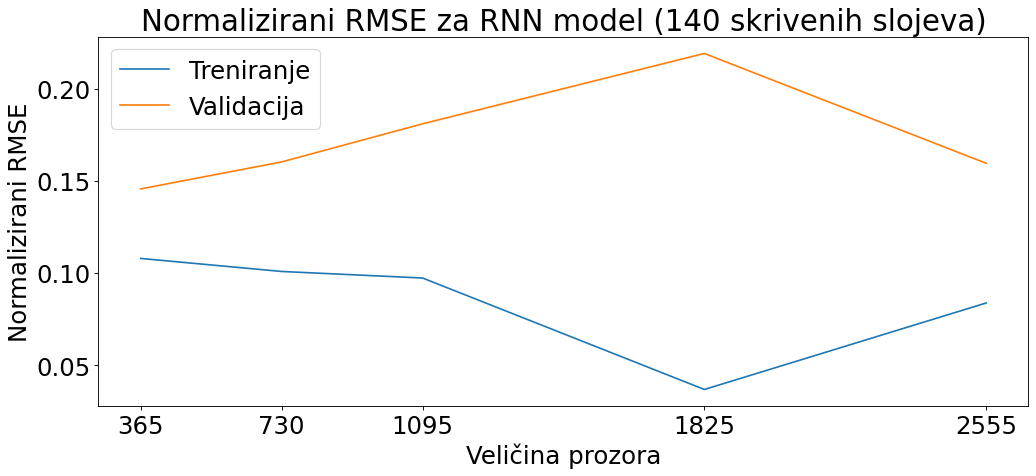 Normalizirani RMSE za RNN model (140 skrivenih slojeva)
Treniranje
Validacija
Normalizirani RMSE
0.20
0.15
0.10
0.05
365 730 1095 1825 2555
Veličina prozora